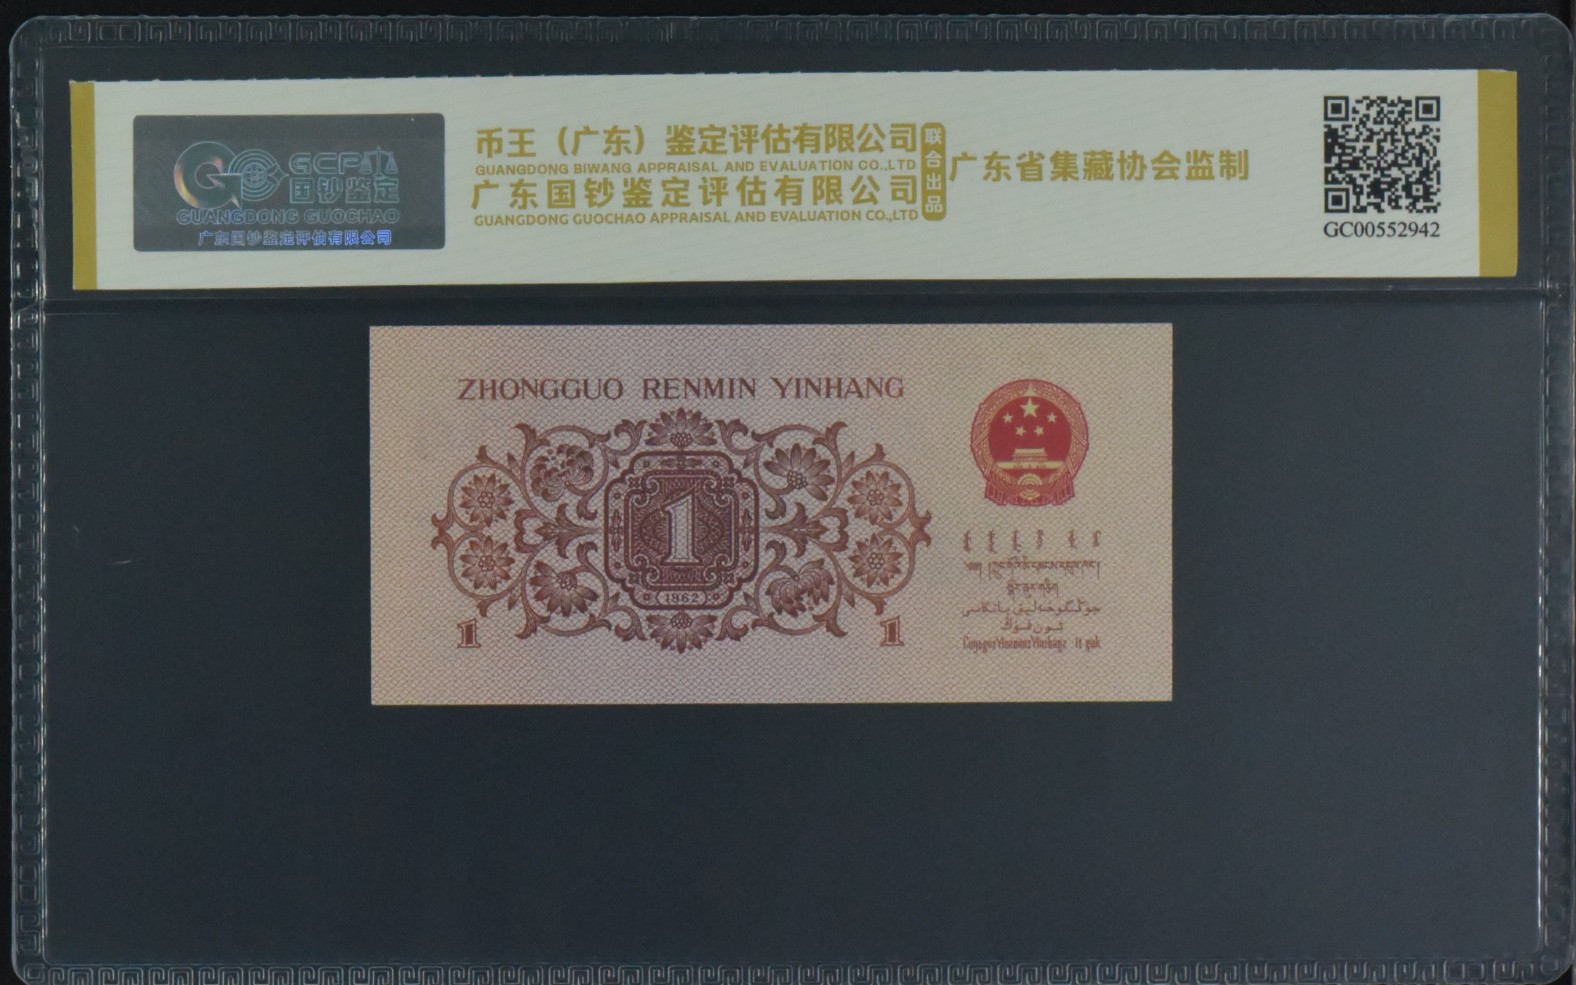 GCP
国钞鉴定
GUANGDONG GUOCHAO
广东国钞鉴定评估有限公司
币王（广东）鉴定评估有限公司
GUANGDONG BIWANG APPRAISAL AND EVALUATION CO.,LTD
广东国钞鉴定评估有限公司
GUANGDONG GUOCHAO APPRAISAL AND EVALUATION CO.,LTD
联合出品
广东省集藏协会监制
GC00552942
ZHONGGUO RENMIN YINHANG
1
1962
1 1